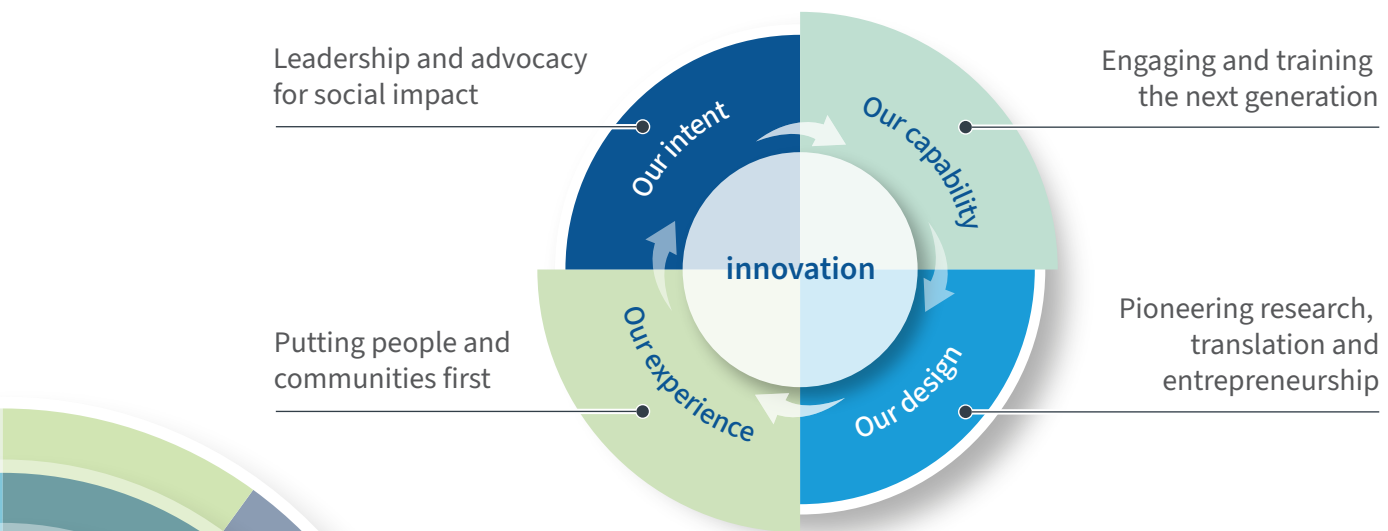 Leadership and advocacy
for social impact
Our intent
Our capability
Engaging and training
the next generation
innovation
Putting people and
communities first
Our experience
Our design
Pioneering research,
translation and
entrepreneurship